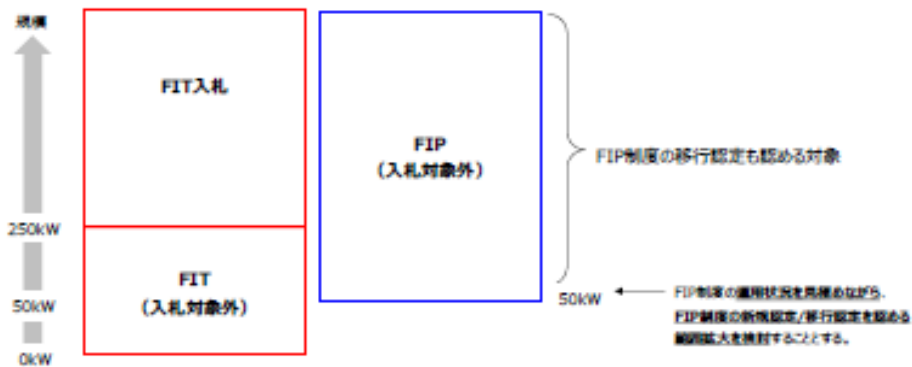 規模
FIT入札
FIP
（入札対象外）
FIP制度の移行認定も認める対象
250kW
FIT
（入札対象外）
50kW
0kW
50kW
FIP制度の運用状況を見極めながら、
FIP制度の新規認定/移行認定を認める
範囲拡大を検討することとする。